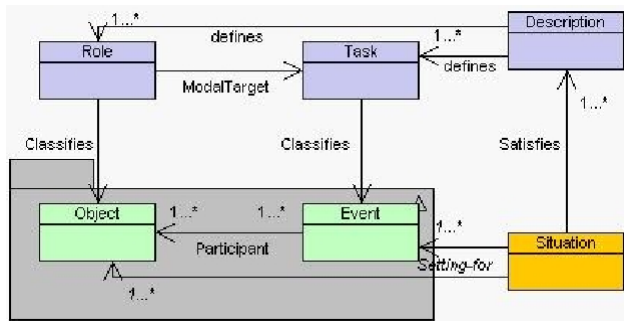 1...*
Description
defines
1...*
Role
Task
defines
ModalTarget
1...*
Classifies
Classifies
Satisfies
Object
1...*
1...*
Event
1...*
Situation
Participant
Setting-for
1...*